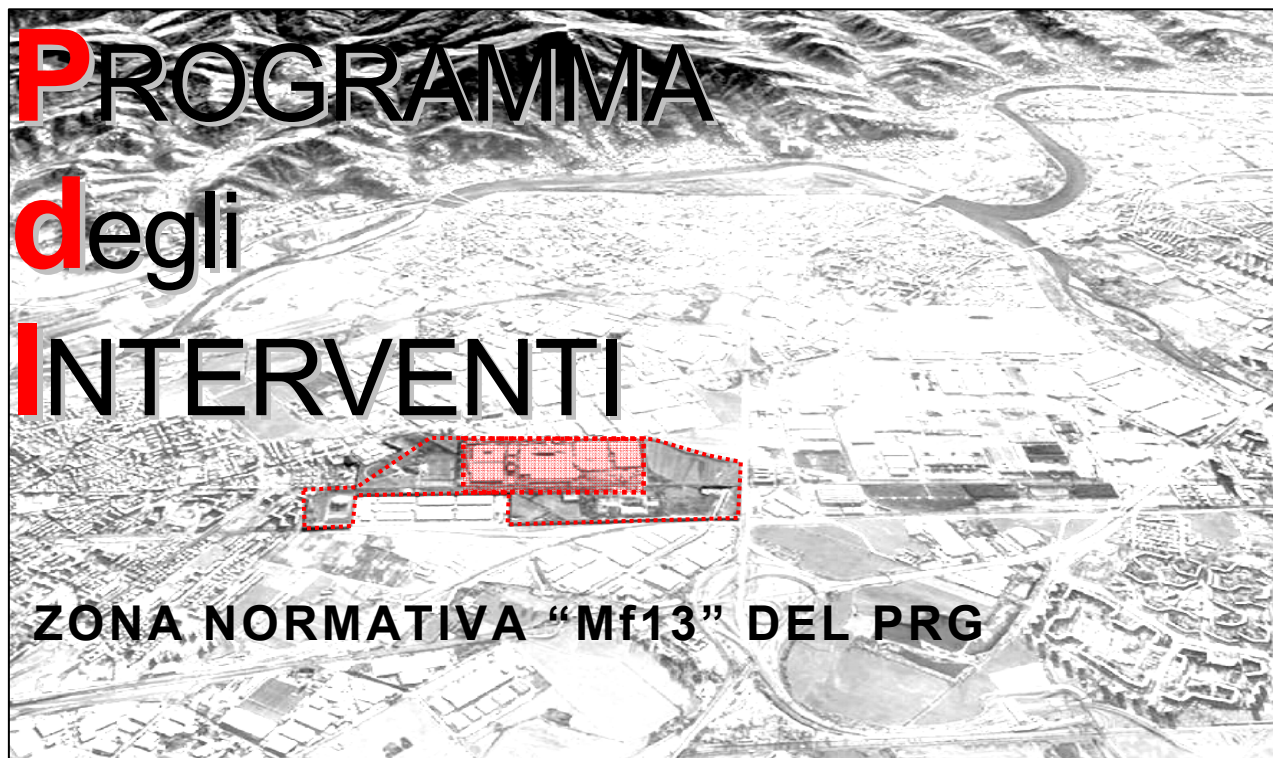 PROGRAMMA
degli
INTERVENTI
ZONA NORMATIVA “Mf13” DEL PRG